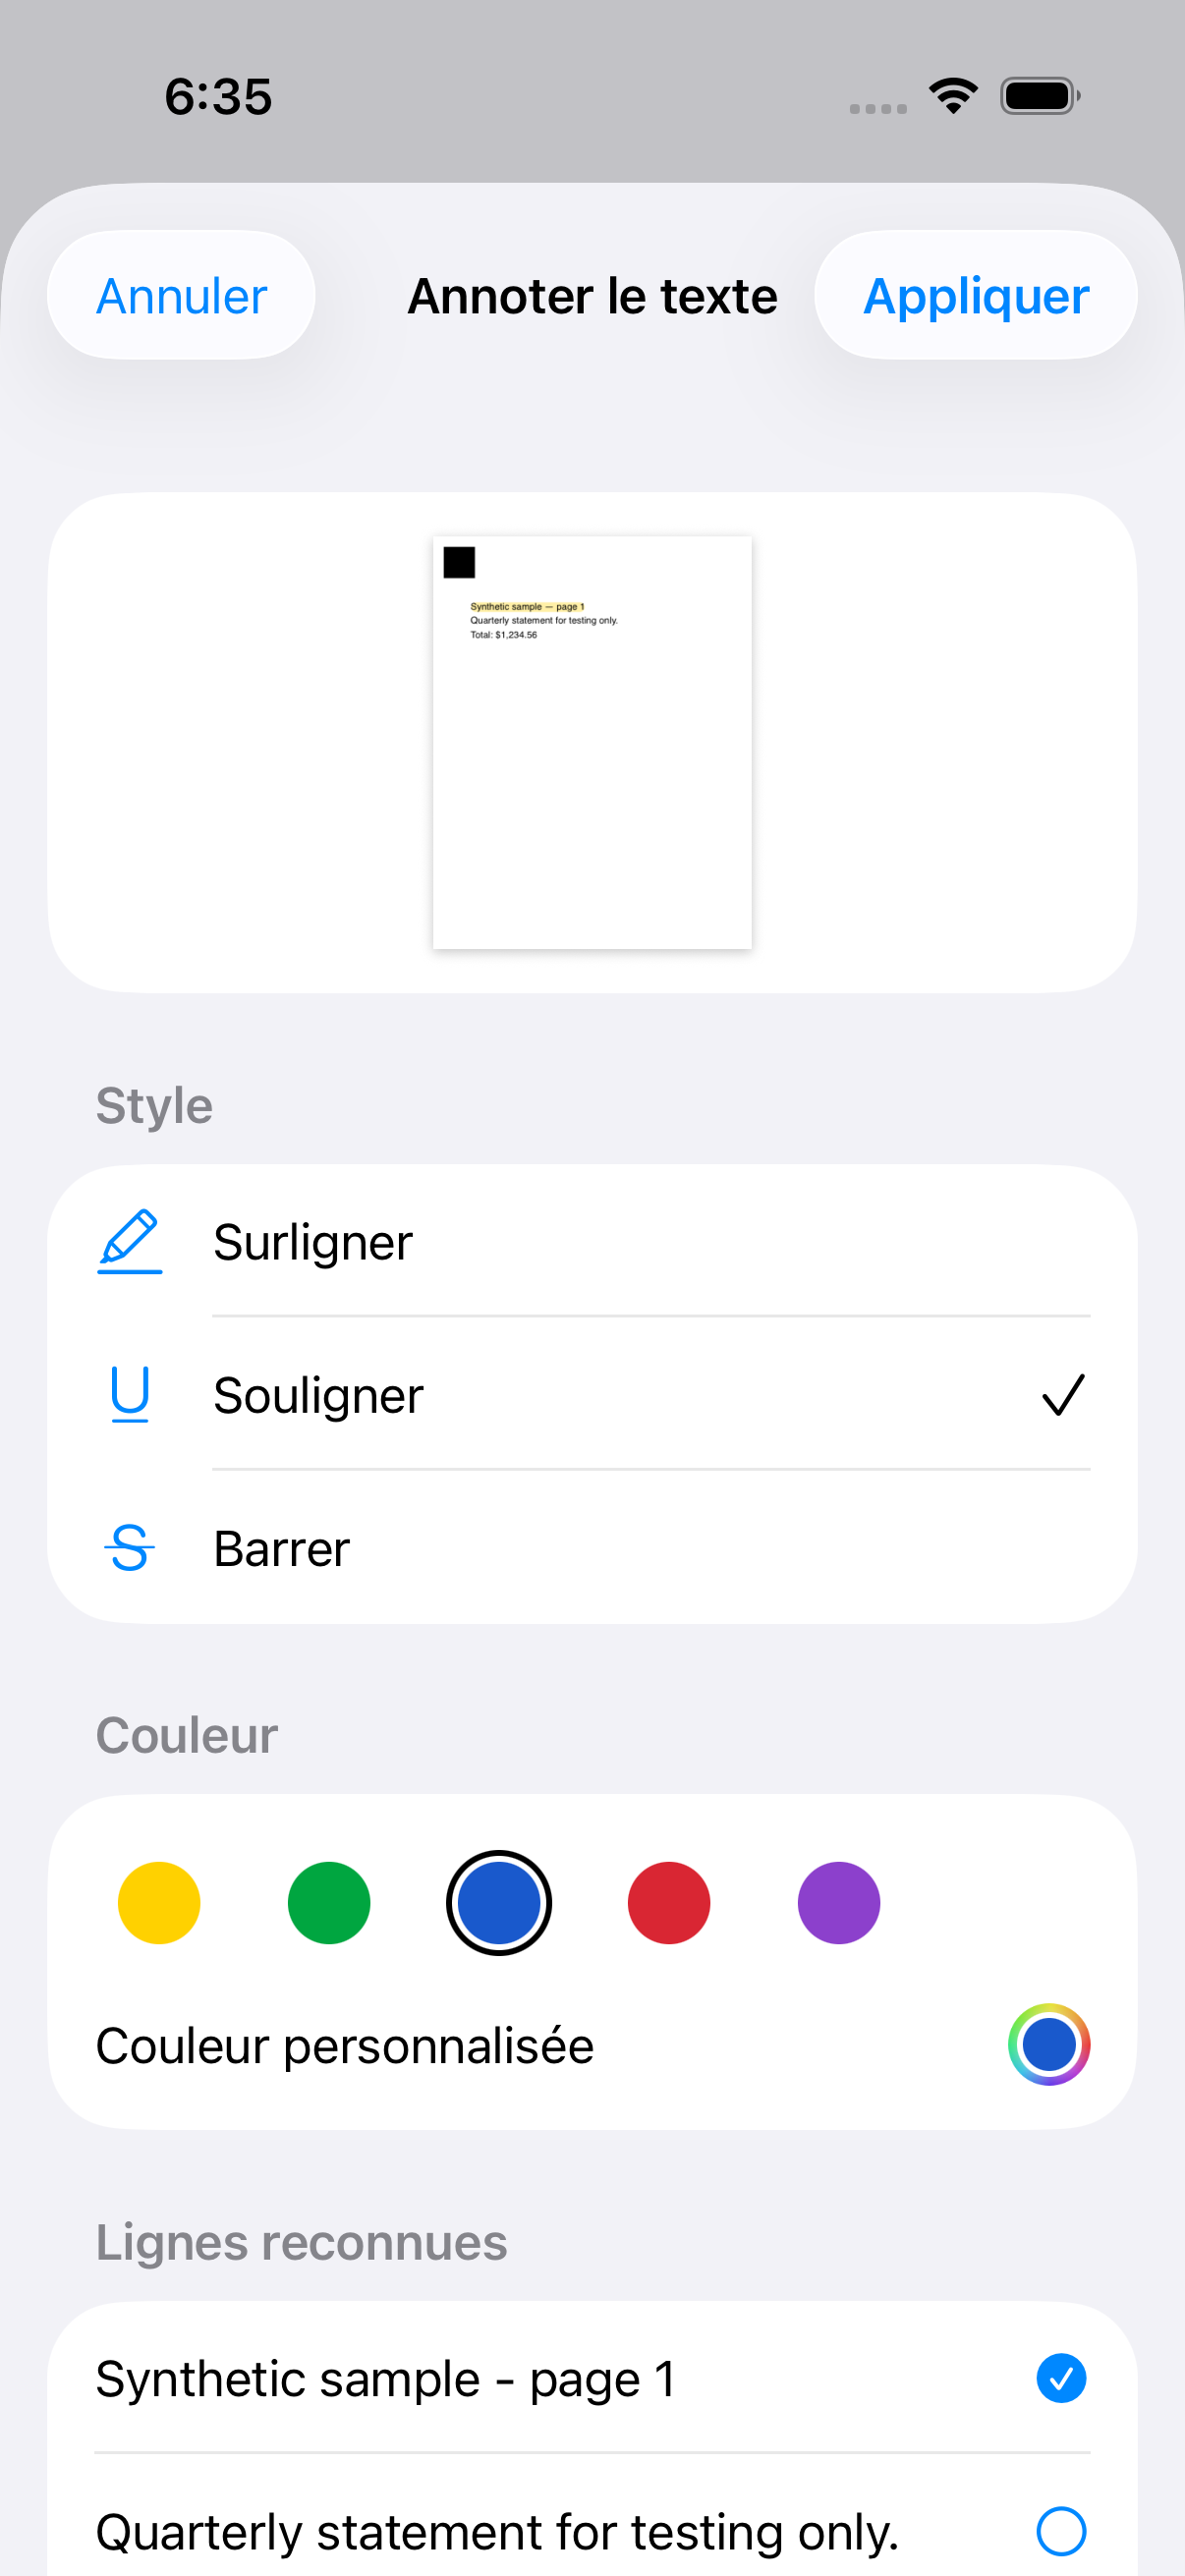 6:35
Annuler
Annoter le texte
Appliquer
Synthetic sample — page 1
Quarterly statement for testing only.
Total: $1,234.56
Style
Surligner
Souligner
Barrer
Couleur
Couleur personnalisée
Lignes reconnues
Synthetic sample - page 1
Quarterly statement for testing only.